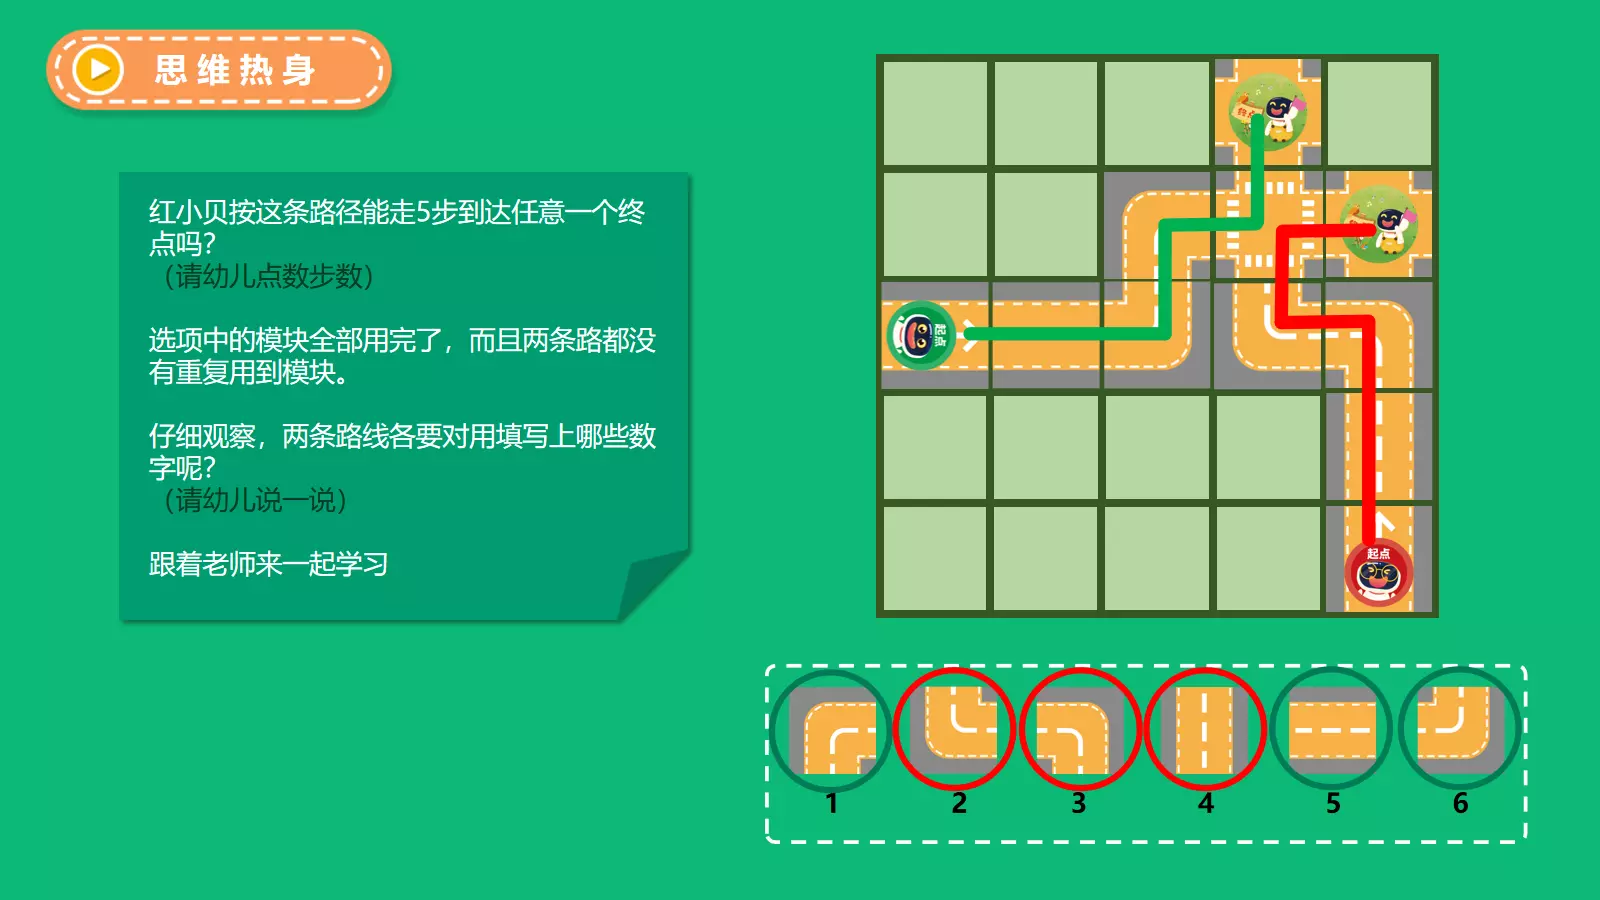 思维热身
红小贝按这条路径能走5步到达任意一个终
点吗？
（请幼儿点数步数）
选项中的模块全部用完了，而且两条路都没
有重复用到模块。
仔细观察，两条路线各要对用填写上哪些数
字呢？
（请幼儿说一说）
跟着老师来一起学习
起点
起点
1
2
3
4
5
6